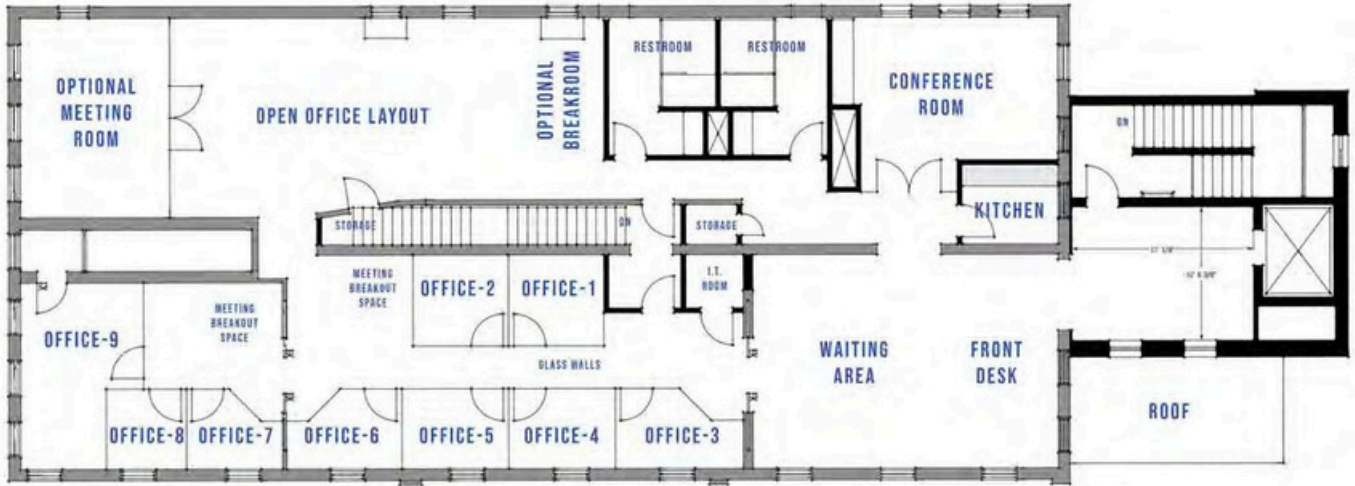 OPTIONAL
MEETING
ROOM
OPEN OFFICE LAYOUT
OPTIONAL
BREAKROOM
RESTROOM
RESTROOM
CONFERENCE
ROOM
DN
KITCHEN
STORAGE
DN
STORAGE
MEETING
BREAKOUT
SPACE
OFFICE-2
OFFICE-1
I.T.
ROOM
MEETING
BREAKOUT
SPACE
OFFICE-9
GLASS WALLS
WAITING
AREA
FRONT
DESK
ROOF
OFFICE-8
OFFICE-7
OFFICE-6
OFFICE-5
OFFICE-4
OFFICE-3